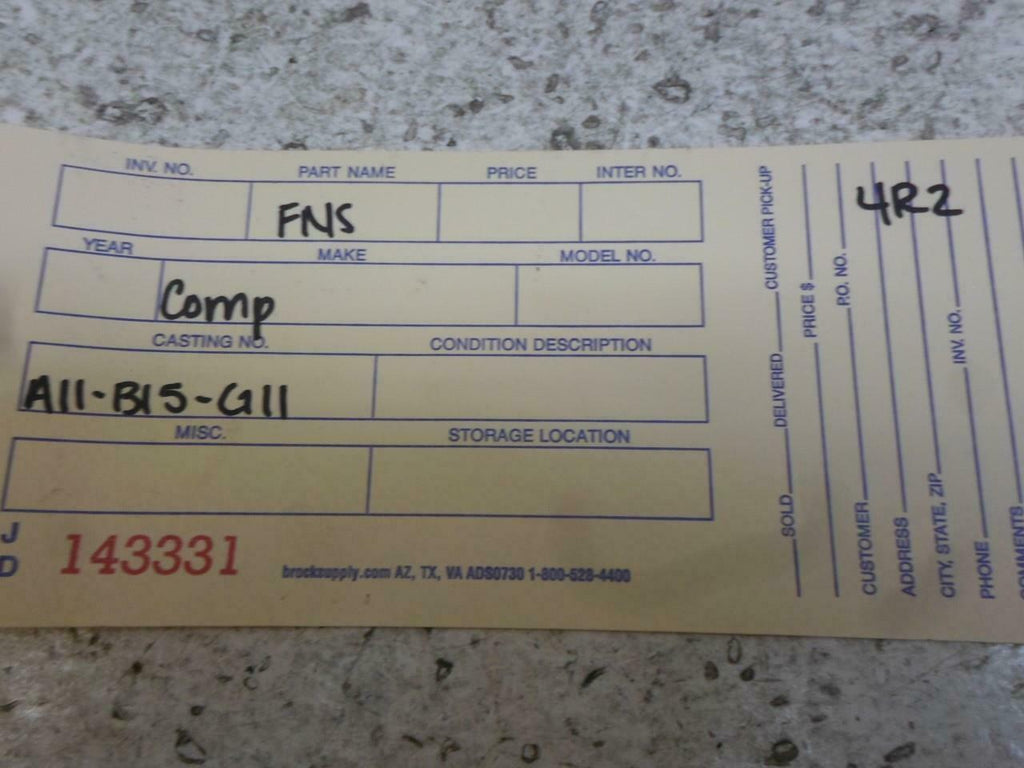 INV. NO. PART NAME PRICE INTER NO.
FNS
YEAR MAKE MODEL NO.
Comp
CASTING NO. CONDITION DESCRIPTION
A11-B15-G11
MISC. STORAGE LOCATION
J
D
143331
brocksupply.com AZ, TX, VA ADS0730 1-800-528-4400
SOLD DELIVERED CUSTOMER PICK-UP
PRICE $
P.O. NO.
CUSTOMER
ADDRESS
CITY, STATE, ZIP
PHONE INV. NO.
COMMENTS
4R2